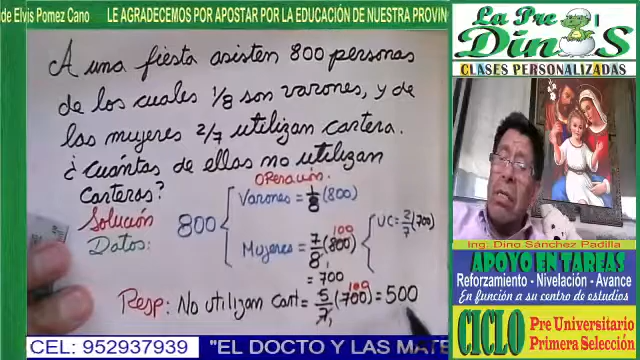 de Elvis Pomez Cano LE AGRADECEMOS POR APOSTAR POR LA EDUCACIÓN DE NUESTRA PROVIN
La Pre
DinoS
CLASES PERSONALIZADAS
A una fiesta asisten 800 personas
de los cuales 1/8 son varones, y de
las mujeres 2/7 utilizan cartera.
¿Cuántas de ellas no utilizan
carteras?
Operación.
Solución
Datos:
800
Varones = 1/8 (800)
100
Mujeres = 7/8 (800)
1
= 700
UC = 2/7 (700)
100
Resp: No utilizan cart = 5/7 (700) = 500
1
Ing. Dino Sánchez Padilla
APOYO EN TAREAS
Reforzamiento - Nivelación - Avance
En función a su centro de estudios
CICLO Pre Universitario
Primera Selección
CEL: 952937939 "EL DOCTO Y LAS MATE